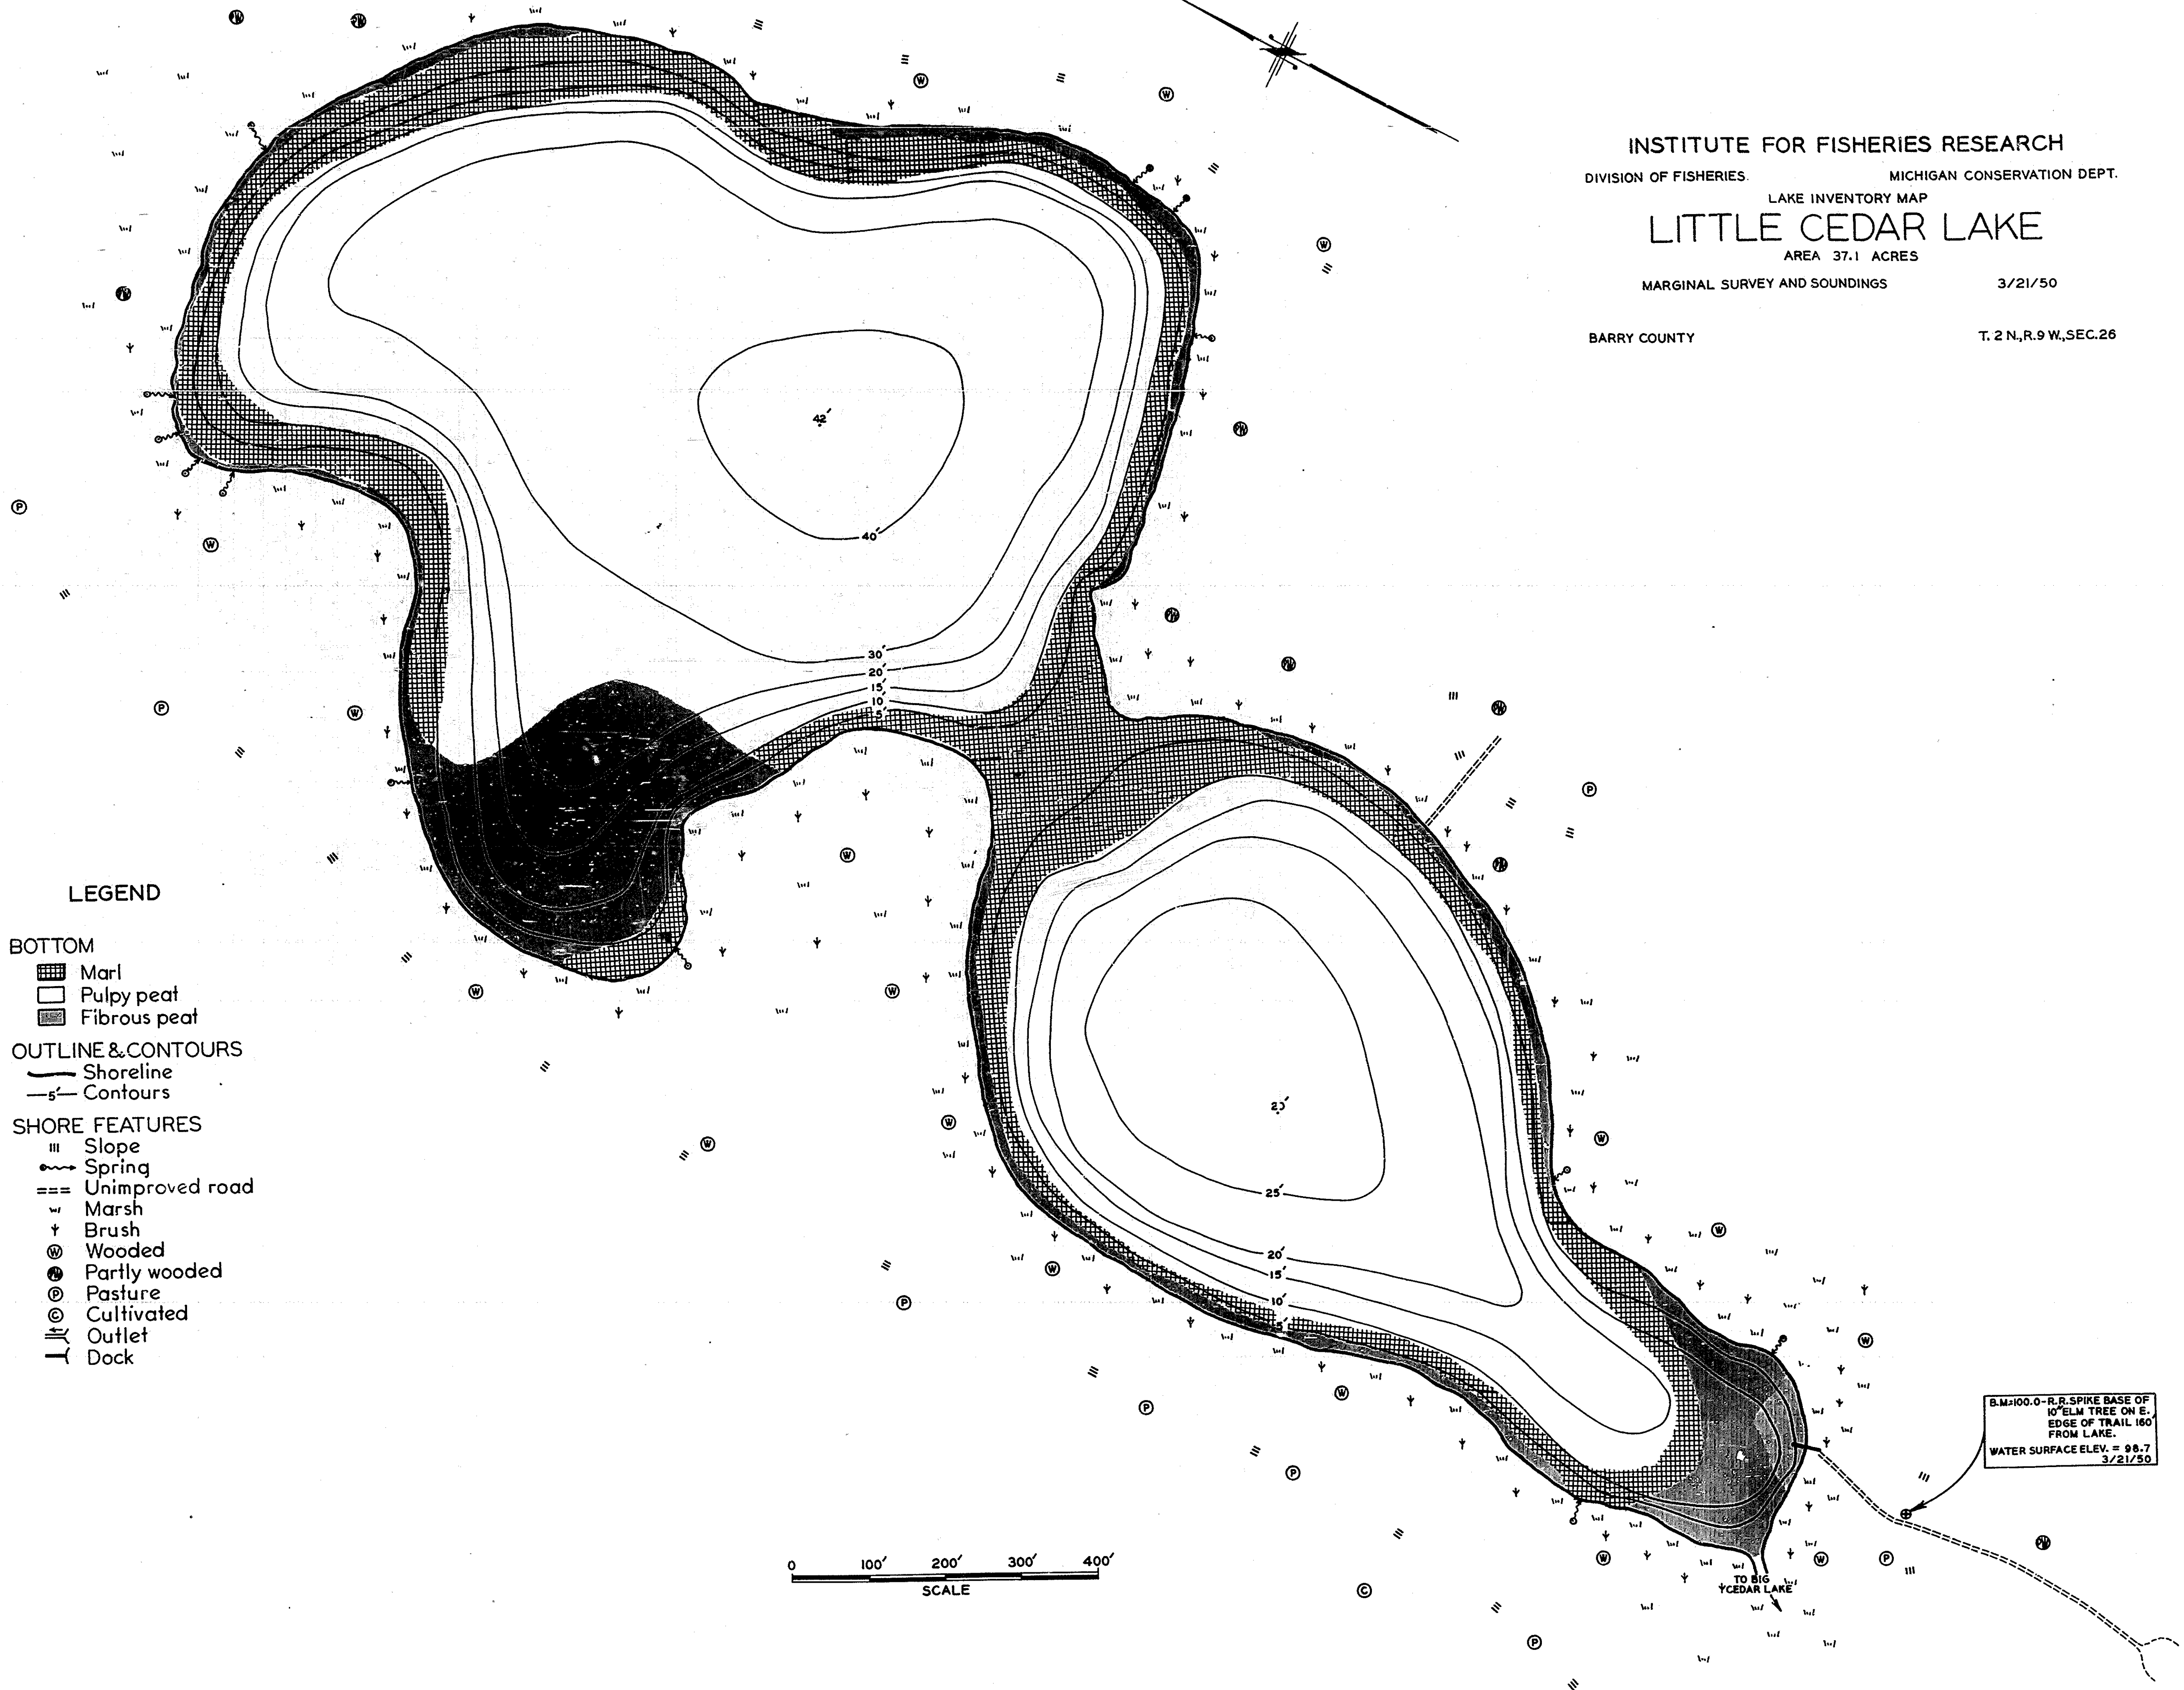 INSTITUTE FOR FISHERIES RESEARCH
DIVISION OF FISHERIES. MICHIGAN CONSERVATION DEPT.
LAKE INVENTORY MAP
LITTLE CEDAR LAKE
AREA 37.1 ACRES
MARGINAL SURVEY AND SOUNDINGS 3/21/50
BARRY COUNTY T. 2 N., R. 9 W., SEC. 26
42'
40'
30'
20'
15'
10'
5'
25'
20'
15'
10'
5'
LEGEND
BOTTOM
Marl
Pulpy peat
Fibrous peat
OUTLINE & CONTOURS
Shoreline
5' Contours
SHORE FEATURES
Slope
Spring
Unimproved road
Marsh
Brush
W Wooded
PW Partly wooded
P Pasture
C Cultivated
Outlet
Dock
B.M.=100.0-R.R. SPIKE BASE OF
10" ELM TREE ON E.
EDGE OF TRAIL 160'
FROM LAKE.
WATER SURFACE ELEV. = 98.7
3/21/50
TO BIG
CEDAR LAKE
0 100' 200' 300' 400'
SCALE